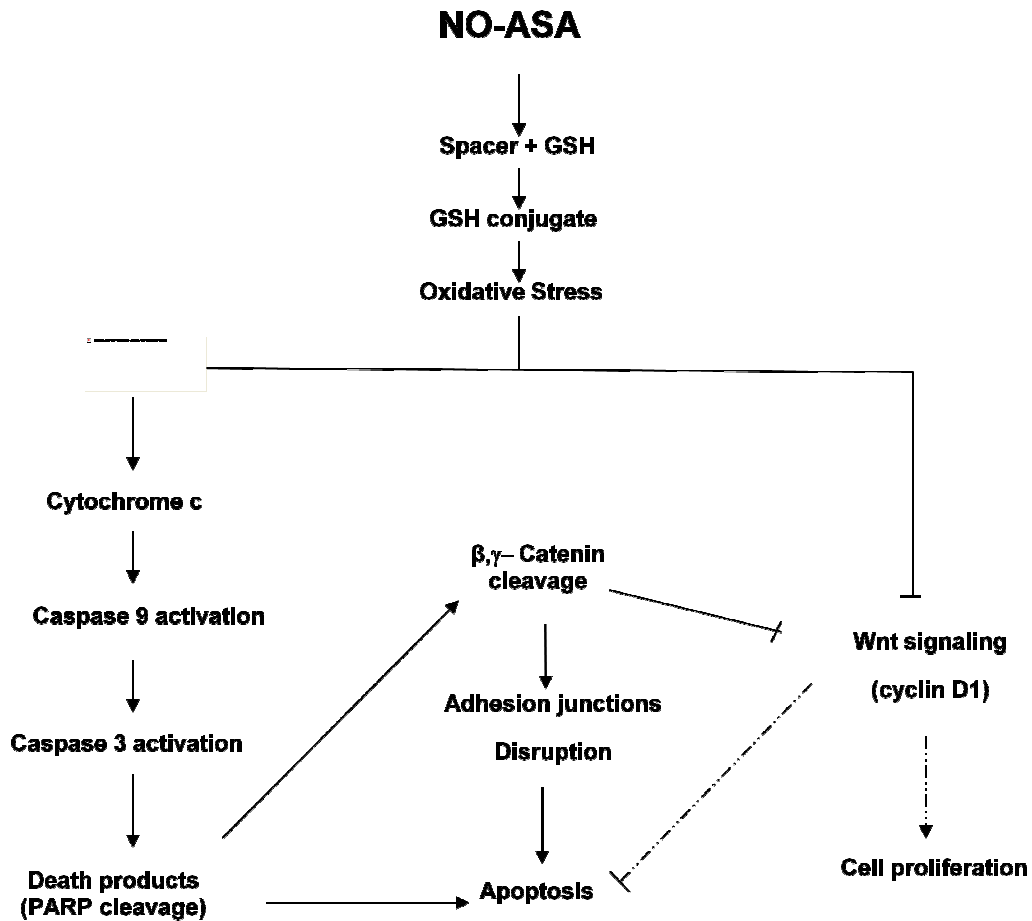 NO-ASA
Spacer + GSH
GSH conjugate
Oxidative Stress
Cytochrome c
Caspase 9 activation
Caspase 3 activation
Death products
(PARP cleavage)
β,γ– Catenin
cleavage
Adhesion junctions
Disruption
Apoptosis
Wnt signaling
(cyclin D1)
Cell proliferation